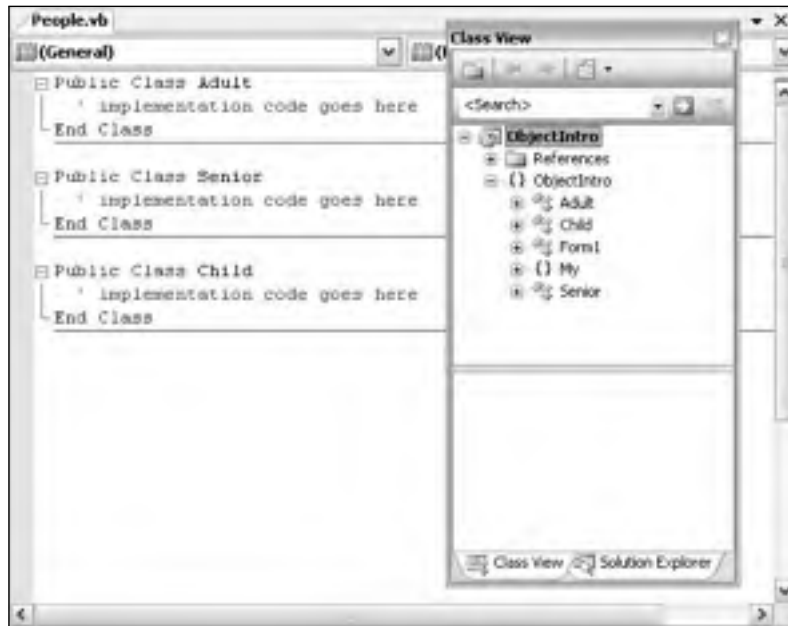 People.vb
(General)
Public Class Adult
' implementation code goes here
End Class
Public Class Senior
' implementation code goes here
End Class
Public Class Child
' implementation code goes here
End Class
Class View
<Search>
ObjectIntro
References
{} ObjectIntro
Adult
Child
Form1
{} My
Senior
Class View
Solution Explorer